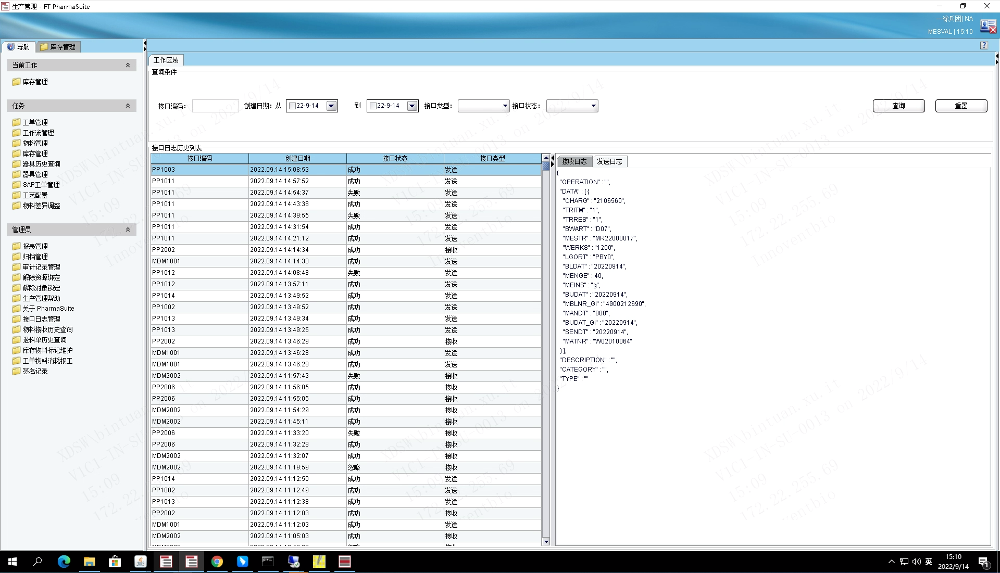 生产管理 - FT PharmaSuite
---徐兵团| NA
MESVAL | 15:10
导航
库存管理
当前工作
库存管理
任务
工单管理
工作流管理
物料管理
库存管理
器具历史查询
器具管理
SAP工单管理
工艺配置
物料差异调整
管理员
报表管理
归档管理
审计记录管理
解除资源绑定
解除对象锁定
生产管理帮助
关于 PharmaSuite
接口日志管理
物料接收历史查询
退料单历史查询
库存物料标记维护
工单物料消耗报工
签名记录
工作区域
查询条件
接口编码: 创建日期: 从 22-9-14 到 22-9-14 接口类型: 接口状态: 查询 重置
接口日志历史列表
接口编码 创建日期 接口状态 接口类型
PP1003 2022.09.14 15:08:53 成功 发送
PP1011 2022.09.14 14:57:52 成功 发送
PP1011 2022.09.14 14:54:37 失败 发送
PP1011 2022.09.14 14:43:38 成功 发送
PP1011 2022.09.14 14:39:55 失败 发送
PP1011 2022.09.14 14:31:54 成功 发送
PP1011 2022.09.14 14:21:12 成功 发送
PP2002 2022.09.14 14:14:34 成功 接收
MDM1001 2022.09.14 14:14:33 成功 发送
PP1012 2022.09.14 14:08:48 失败 发送
PP1012 2022.09.14 13:57:11 成功 发送
PP1014 2022.09.14 13:49:52 成功 发送
PP1002 2022.09.14 13:49:52 成功 发送
PP1013 2022.09.14 13:49:34 成功 发送
PP1013 2022.09.14 13:49:25 成功 发送
PP2002 2022.09.14 13:46:29 成功 接收
MDM1001 2022.09.14 13:46:28 成功 发送
MDM1001 2022.09.14 13:46:28 成功 发送
MDM2002 2022.09.14 11:57:43 失败 接收
PP2006 2022.09.14 11:56:05 成功 接收
PP2006 2022.09.14 11:55:05 成功 接收
MDM2002 2022.09.14 11:54:29 成功 接收
MDM2002 2022.09.14 11:45:11 成功 接收
PP2006 2022.09.14 11:33:20 失败 接收
PP2006 2022.09.14 11:32:28 成功 接收
MDM2002 2022.09.14 11:32:07 成功 接收
MDM2002 2022.09.14 11:19:59 忽略 接收
PP1014 2022.09.14 11:12:50 成功 发送
PP1002 2022.09.14 11:12:49 成功 发送
PP1013 2022.09.14 11:12:38 成功 发送
PP2002 2022.09.14 11:12:03 成功 接收
MDM1001 2022.09.14 11:12:03 成功 发送
MDM2002 2022.09.14 11:05:03 成功 接收
接收日志 发送日志
{
"OPERATION" : "",
"DATA" : [ {
"CHARG" : "2106560",
"TRITM" : "1",
"TRRES" : "1",
"BWART" : "D07",
"MESTR" : "MR22000017",
"WERKS" : "1200",
"LGORT" : "PBY0",
"BLDAT" : "20220914",
"MENGE" : 40,
"MEINS" : "g",
"BUDAT" : "20220914",
"MBLNR_GI" : "4900212690",
"MANDT" : "800",
"BUDAT_GI" : "20220914",
"SENDT" : "20220914",
"MATNR" : "W02010064"
} ],
"DESCRIPTION" : "",
"CATEGORY" : "",
"TYPE" : ""
}
XDSW\bintuan.xu.it
V1C1-IN-SU-0013 on 2022/9/14
15:09
172.22.255.69
Innoventbio
英
15:10
2022/9/14
1